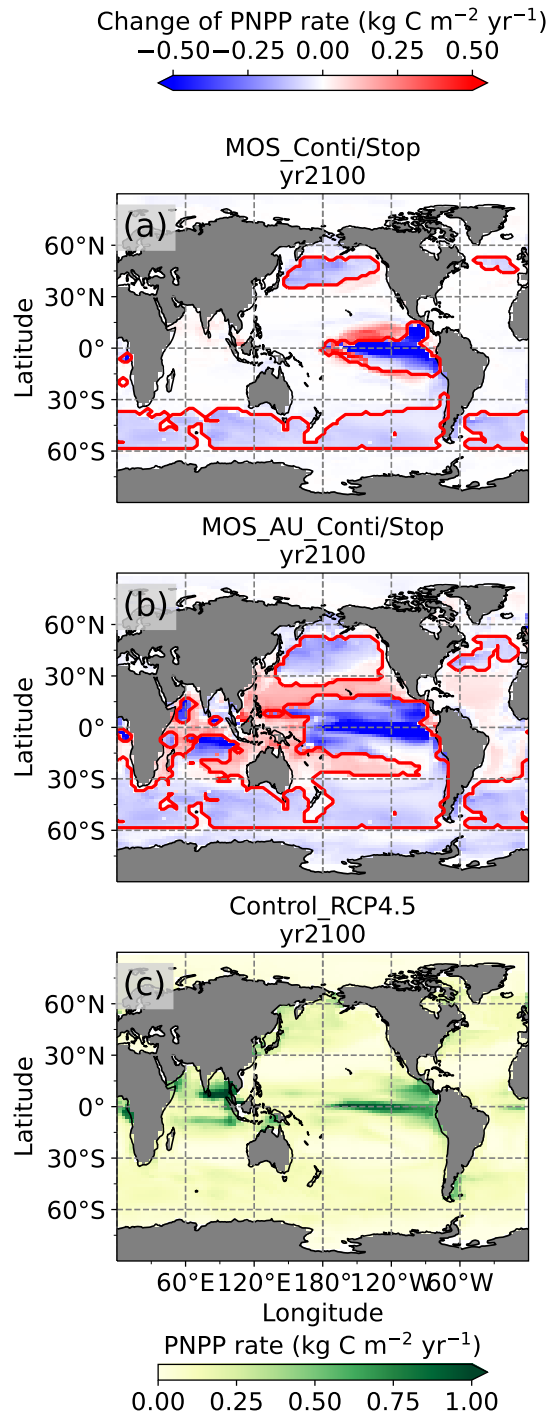 Change of PNPP rate (kg C m⁻² yr⁻¹)
−0.50 −0.25 0.00 0.25 0.50
MOS_Conti/Stop
yr2100
(a)
60°N
30°N
0°
30°S
60°S
Latitude
MOS_AU_Conti/Stop
yr2100
(b)
60°N
30°N
0°
30°S
60°S
Latitude
Control_RCP4.5
yr2100
(c)
60°N
30°N
0°
30°S
60°S
Latitude
60°E 120°E 180° 120°W 60°W
Longitude
PNPP rate (kg C m⁻² yr⁻¹)
0.00 0.25 0.50 0.75 1.00